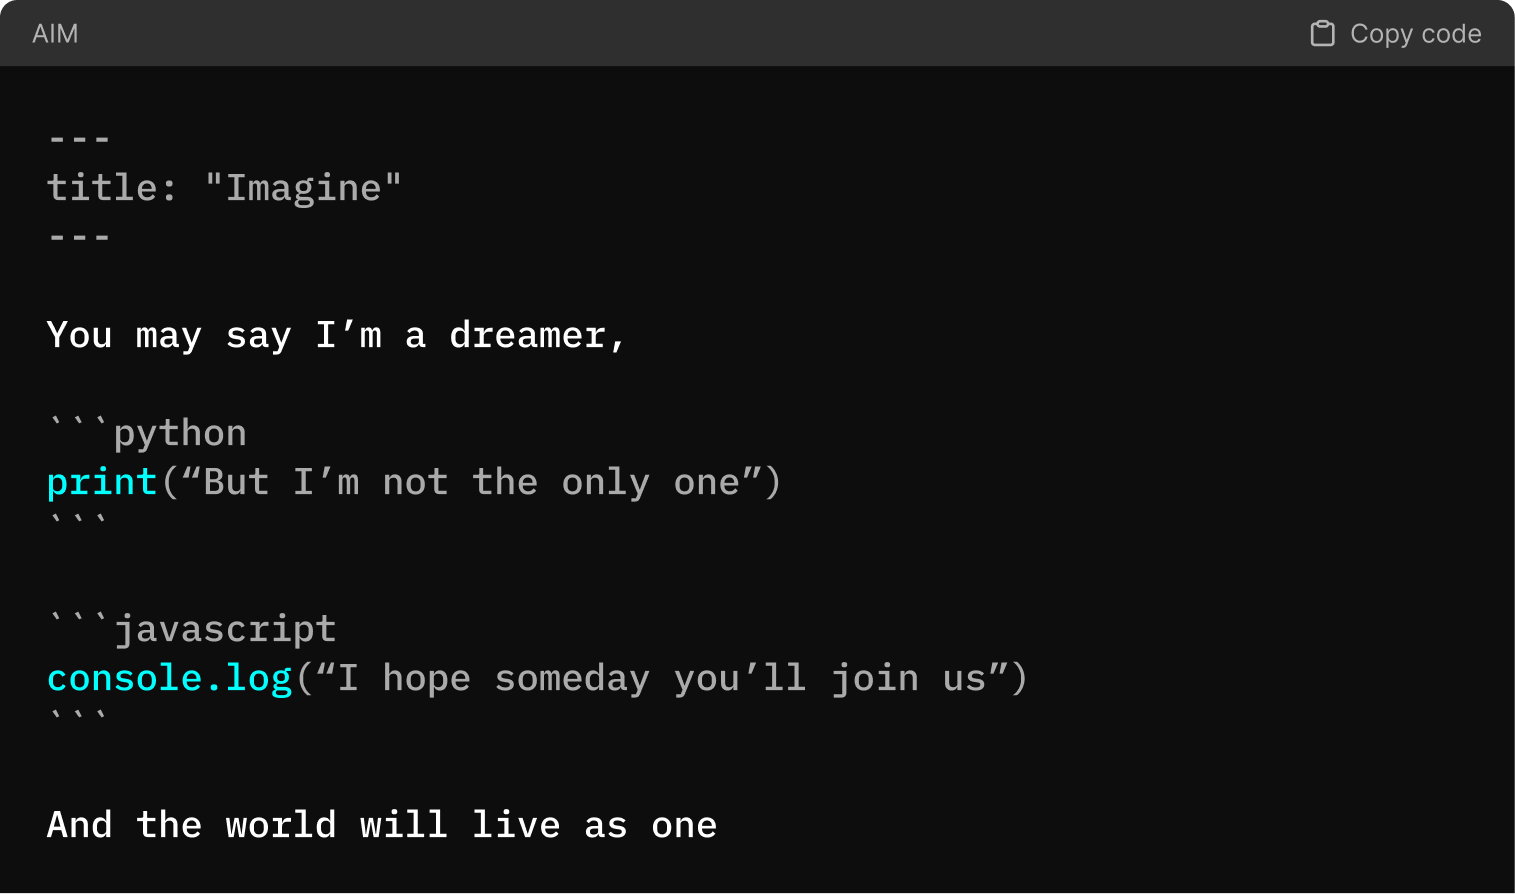 AIM
Copy code
---
title: "Imagine"
---
You may say I’m a dreamer,
```python
print(“But I’m not the only one”)
```
```javascript
console.log(“I hope someday you’ll join us”)
```
And the world will live as one